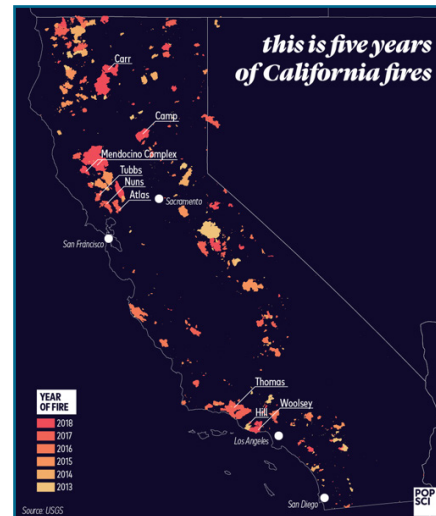 this is five years
of California fires
Carr
Camp
Mendocino Complex
Tubbs
Nuns
Atlas
Sacramento
San Francisco
Thomas
Woolsey
Hill
Los Angeles
San Diego
YEAR
OF FIRE
2018
2017
2016
2015
2014
2013
Source: USGS
POP
SCI